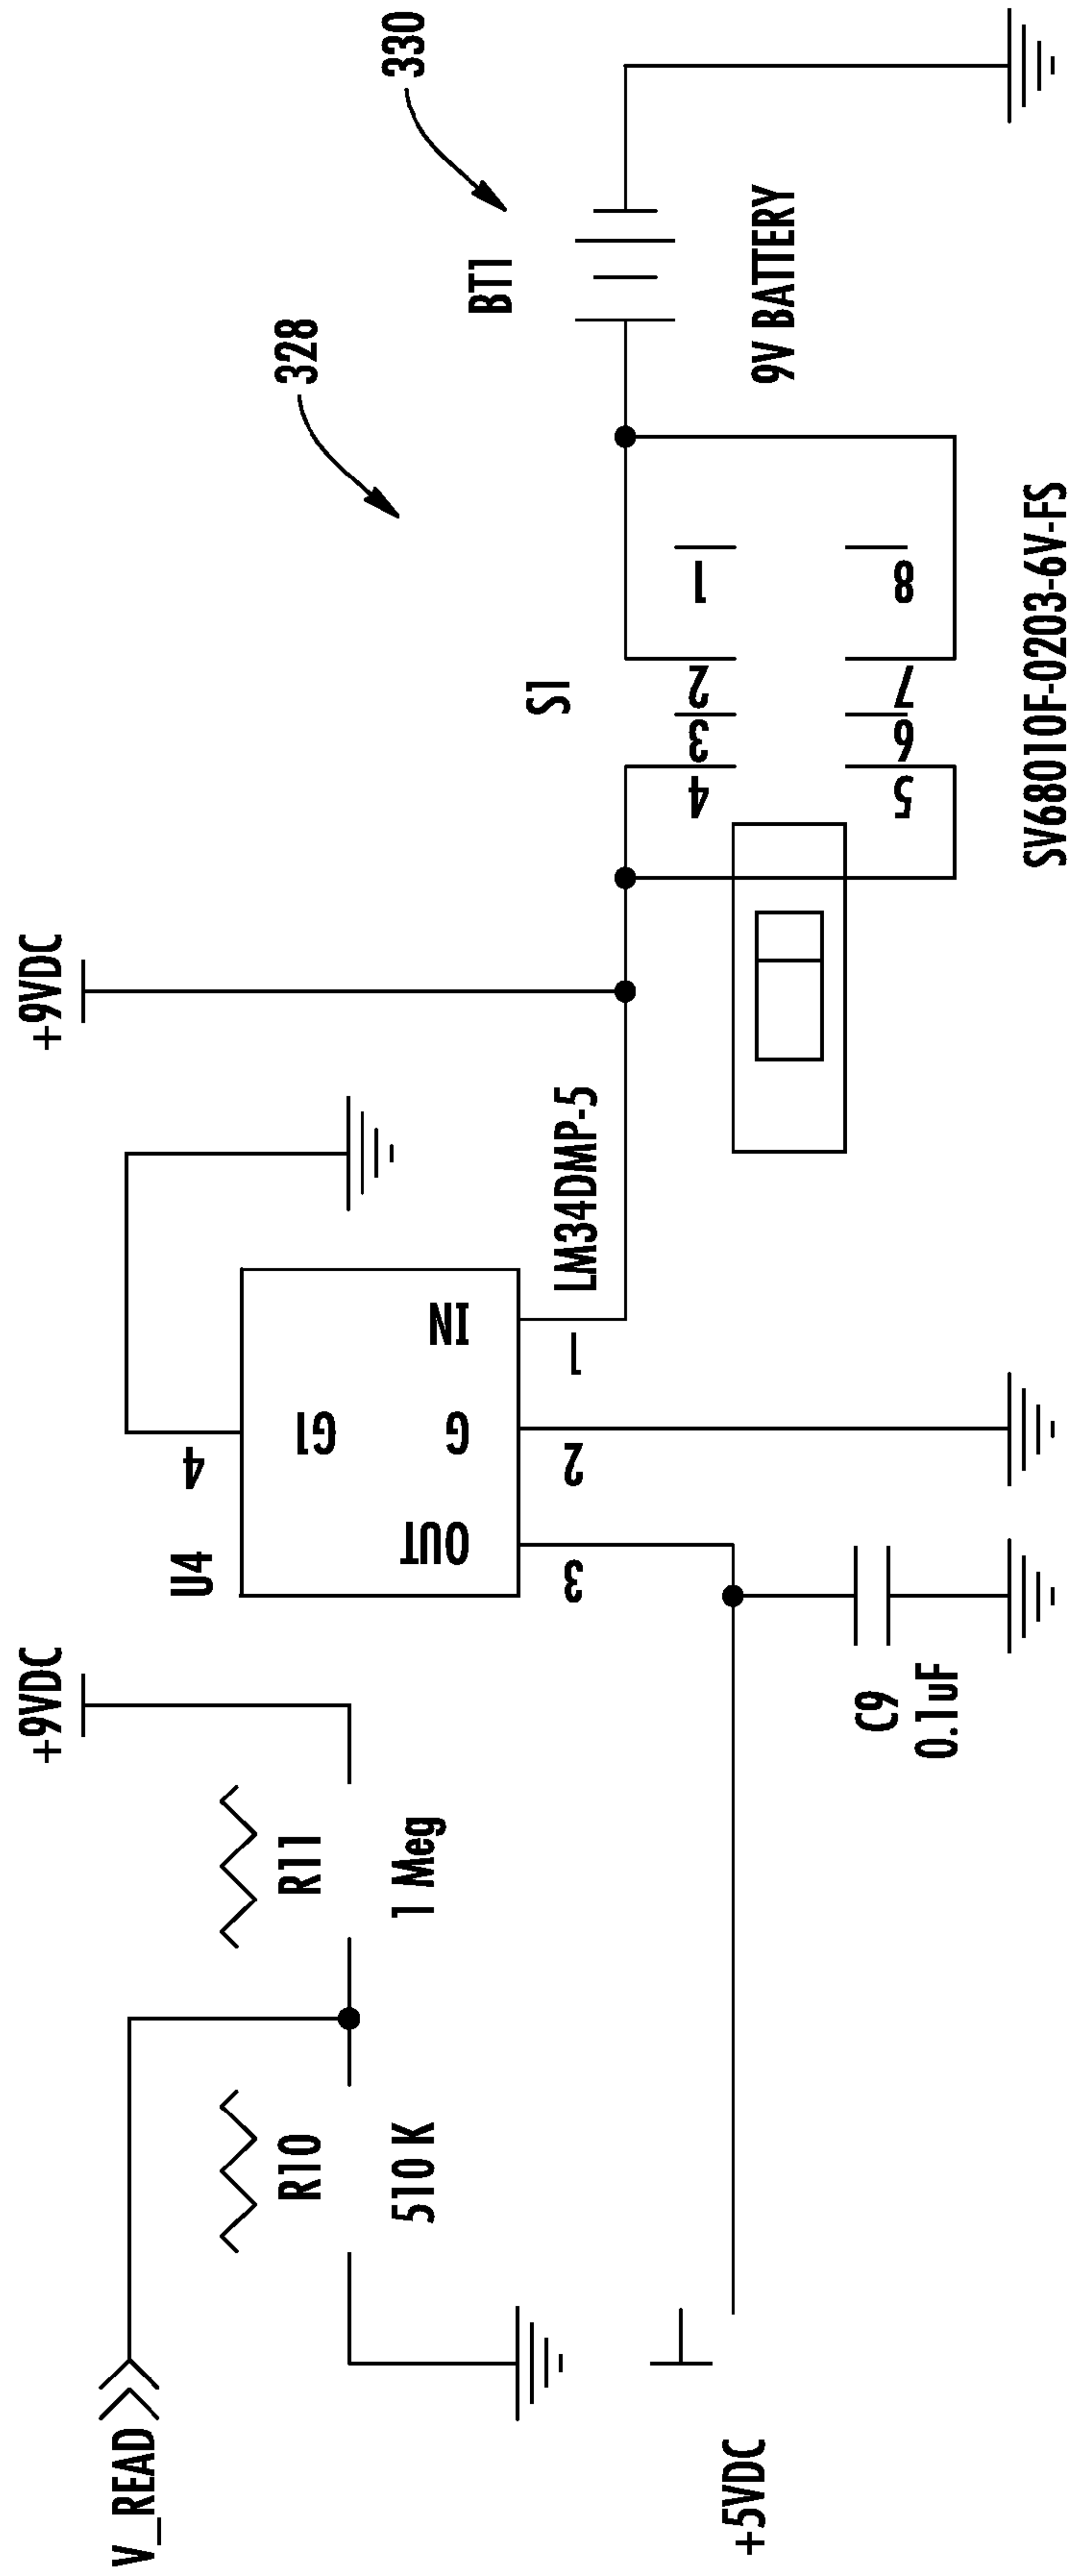 V_READ
R10
510 K
R11
1 Meg
+9VDC
+5VDC
C9
0.1uF
U4
4
G1
OUT
G
IN
3
2
1
LM34DMP-5
+9VDC
S1
4
3
2
1
5
6
7
8
SV68010F-0203-6V-FS
328
BT1
9V BATTERY
330